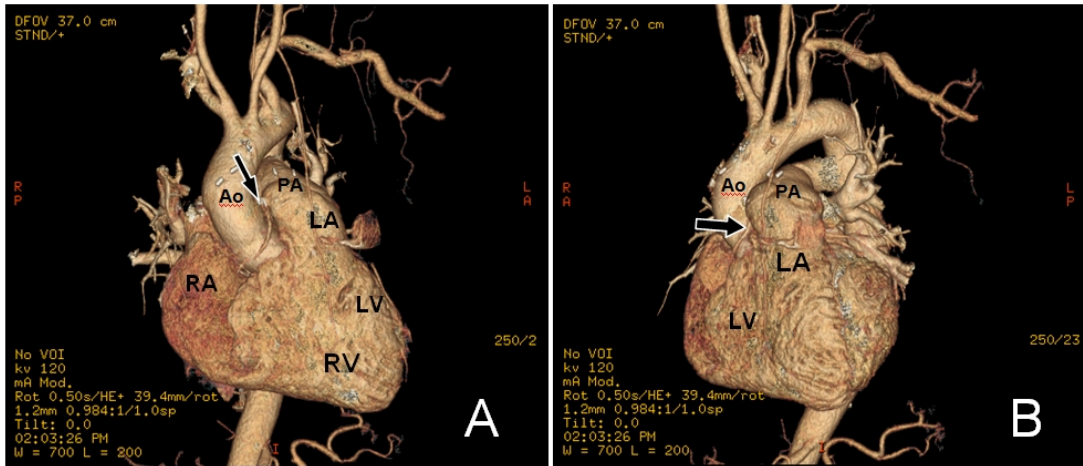 DFOV 37.0 cm
STND/+
R
P
L
A
Ao
PA
LA
RA
LV
RV
250/2
No VOI
kv 120
mA Mod.
Rot 0.50s/HE+ 39.4mm/rot
1.2mm 0.984:1/1.0sp
Tilt: 0.0
02:03:26 PM
W = 700 L = 200
I
A
DFOV 37.0 cm
STND/+
R
A
L
P
Ao
PA
LA
LV
250/23
No VOI
kv 120
mA Mod.
Rot 0.50s/HE+ 39.4mm/rot
1.2mm 0.984:1/1.0sp
Tilt: 0.0
02:03:26 PM
W = 700 L = 200
I
B